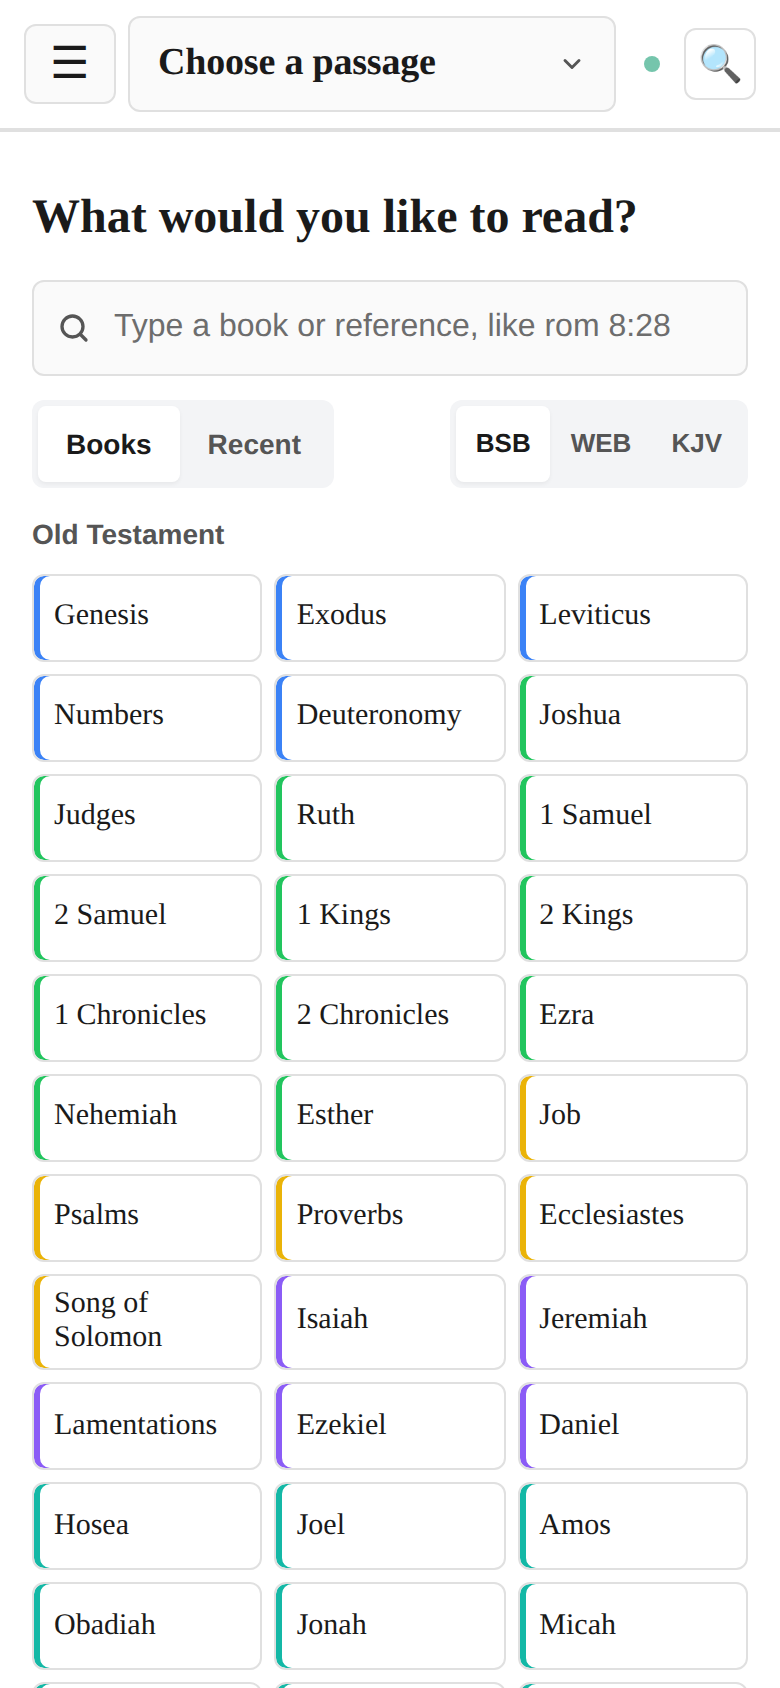 Choose a passage
What would you like to read?
Type a book or reference, like rom 8:28
Books Recent BSB WEB KJV
Old Testament
Genesis Exodus Leviticus
Numbers Deuteronomy Joshua
Judges Ruth 1 Samuel
2 Samuel 1 Kings 2 Kings
1 Chronicles 2 Chronicles Ezra
Nehemiah Esther Job
Psalms Proverbs Ecclesiastes
Song of
Solomon Isaiah Jeremiah
Lamentations Ezekiel Daniel
Hosea Joel Amos
Obadiah Jonah Micah